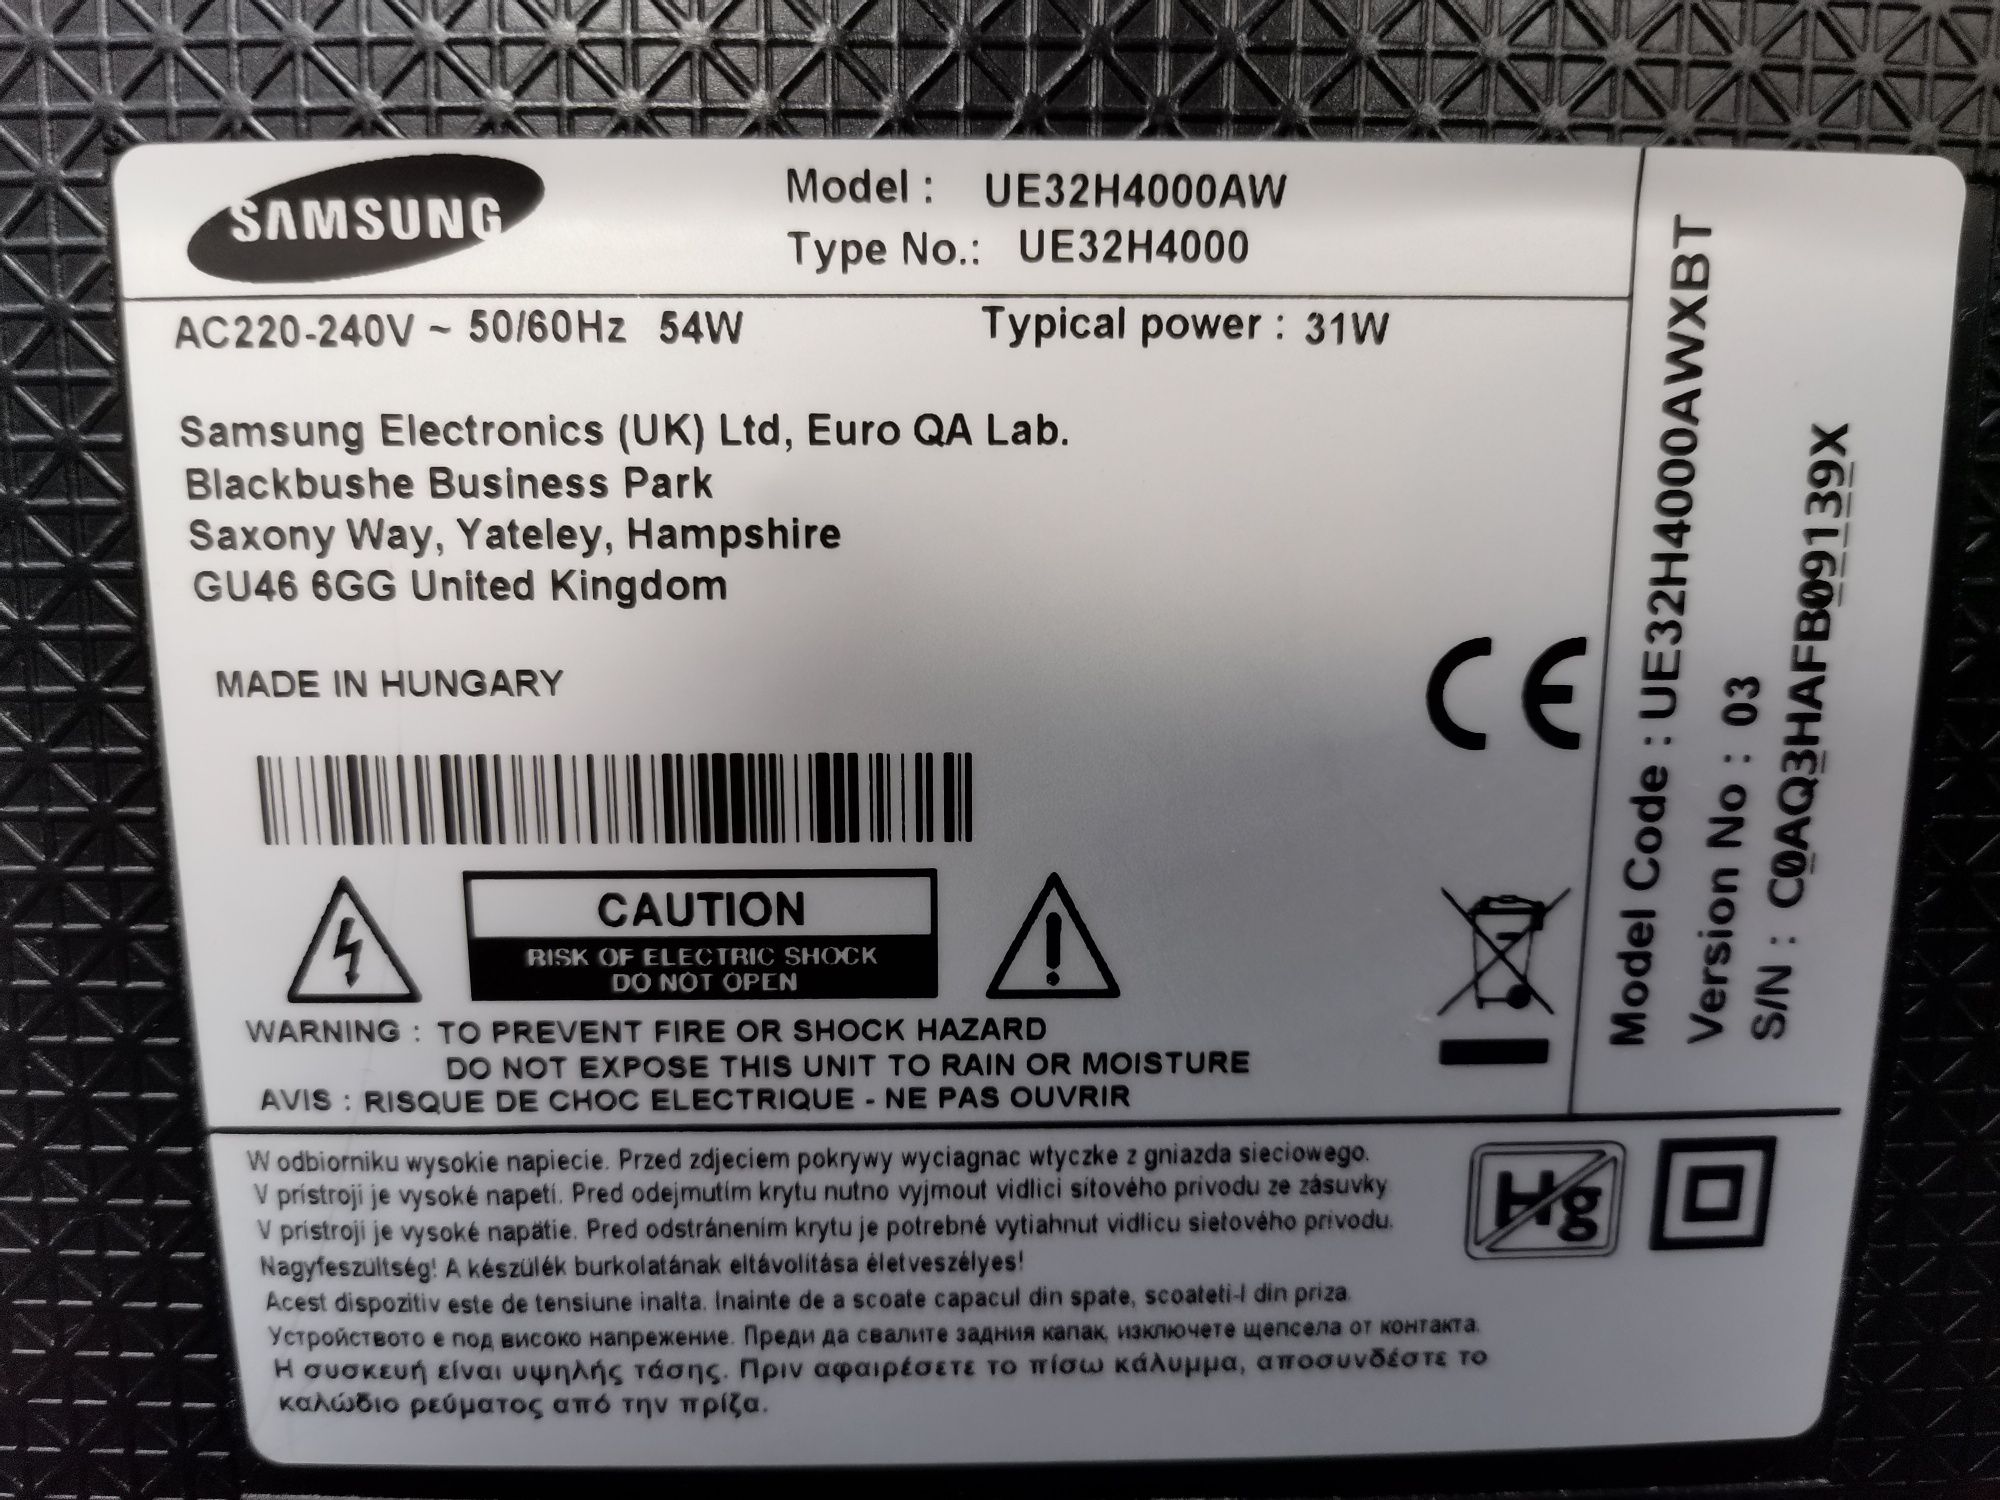 SAMSUNG
Model : UE32H4000AW
Type No.: UE32H4000
AC220-240V ~ 50/60Hz 54W Typical power : 31W
Samsung Electronics (UK) Ltd, Euro QA Lab.
Blackbushe Business Park
Saxony Way, Yateley, Hampshire
GU46 6GG United Kingdom
MADE IN HUNGARY
CE
CAUTION
RISK OF ELECTRIC SHOCK
DO NOT OPEN
WARNING : TO PREVENT FIRE OR SHOCK HAZARD
DO NOT EXPOSE THIS UNIT TO RAIN OR MOISTURE
AVIS : RISQUE DE CHOC ELECTRIQUE - NE PAS OUVRIR
Model Code : UE32H4000AWXBT
Version No : 03
S/N : C0AQ3HAFB09139X
W odbiorniku wysokie napiecie. Przed zdjeciem pokrywy wyciagnac wtyczke z gniazda sieciowego.
V prístroji je vysoké napetí. Pred odejmutím krytu nutno vyjmout vidlici sítového prívodu ze zásuvky
V prístroji je vysoké napätie. Pred odstránením krytu je potrebné vytiahnut vidlicu sietového prívodu.
Nagyfeszültség! A készülék burkolatának eltávolítása életveszélyes!
Acest dispozitiv este de tensiune inalta. Inainte de a scoate capacul din spate, scoateti-l din priza.
Устройството е под високо напрежение. Преди да свалите задния капак, изключете щепсела от контакта.
Η συσκευή είναι υψηλής τάσης. Πριν αφαιρέσετε το πίσω κάλυμμα, αποσυνδέστε το
καλώδιο ρεύματος από την πρίζα.
Hg